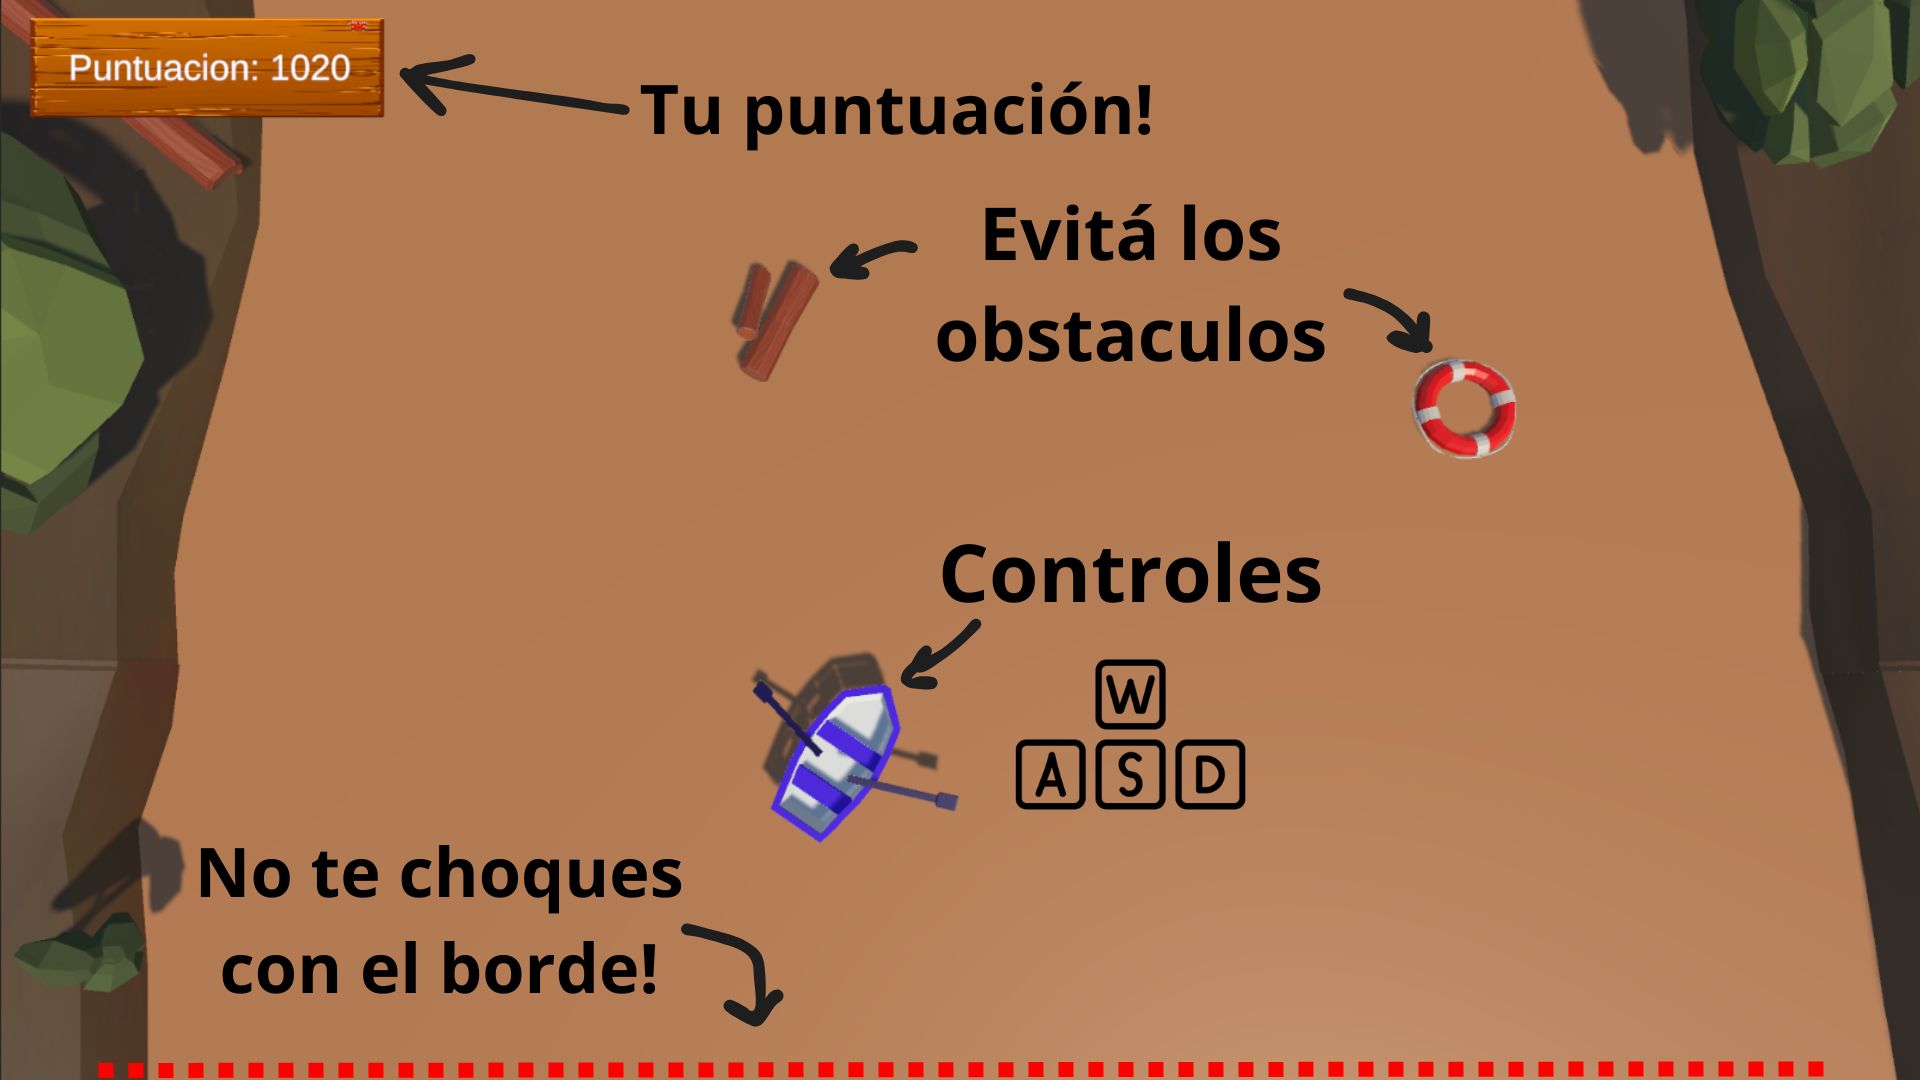 Puntuacion: 1020
Tu puntuación!
Evitá los
obstaculos
Controles
W
A S D
No te choques
con el borde!